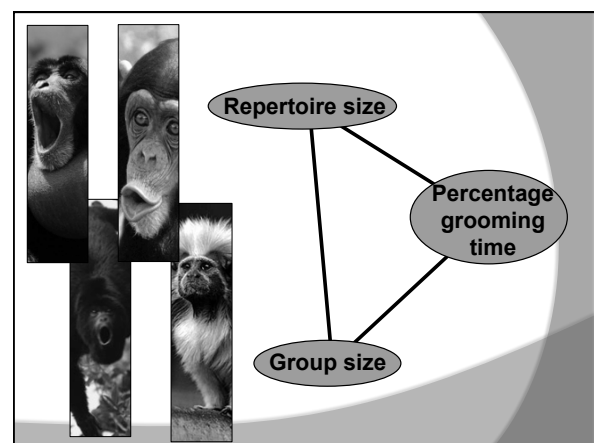 Repertoire size
Percentage
grooming
time
Group size